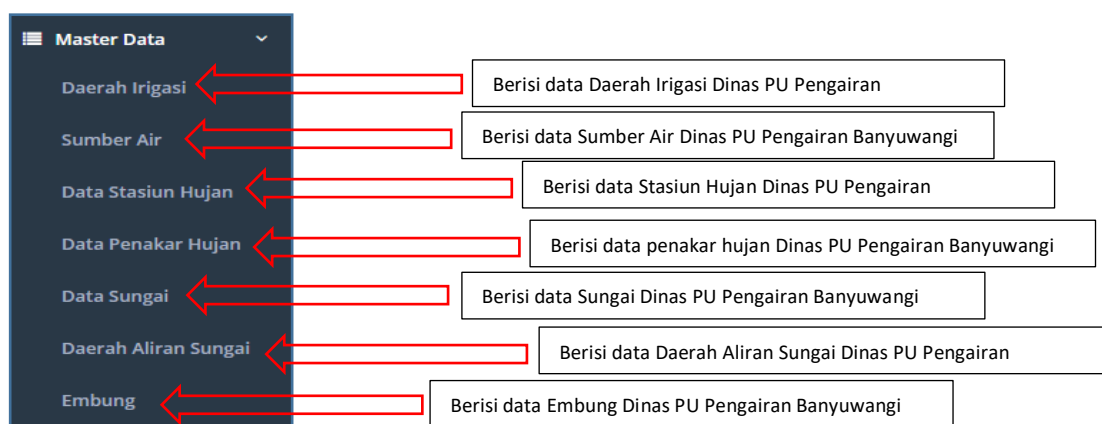 Master Data
Daerah Irigasi
Berisi data Daerah Irigasi Dinas PU Pengairan
Sumber Air
Berisi data Sumber Air Dinas PU Pengairan Banyuwangi
Data Stasiun Hujan
Berisi data Stasiun Hujan Dinas PU Pengairan
Data Penakar Hujan
Berisi data penakar hujan Dinas PU Pengairan Banyuwangi
Data Sungai
Berisi data Sungai Dinas PU Pengairan Banyuwangi
Daerah Aliran Sungai
Berisi data Daerah Aliran Sungai Dinas PU Pengairan
Embung
Berisi data Embung Dinas PU Pengairan Banyuwangi